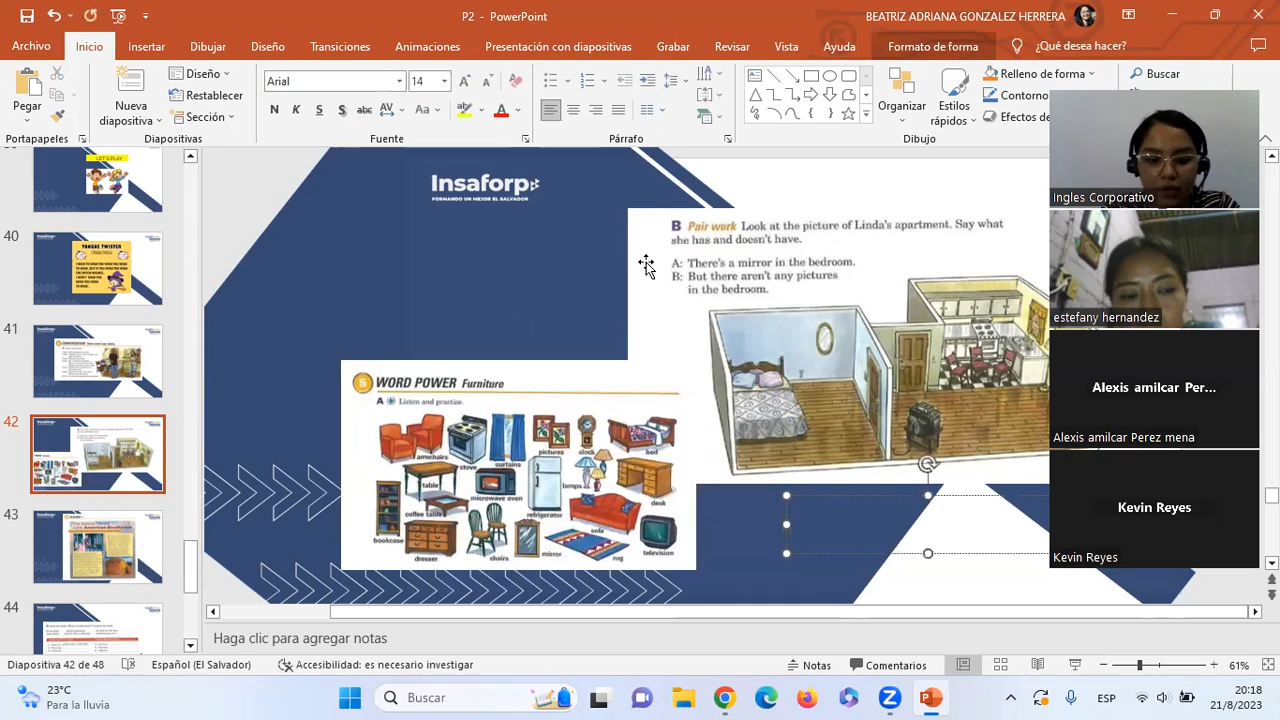 P2 - PowerPoint
BEATRIZ ADRIANA GONZALEZ HERRERA
Archivo Inicio Insertar Dibujar Diseño Transiciones Animaciones Presentación con diapositivas Grabar Revisar Vista Ayuda Formato de forma ¿Qué desea hacer?
Pegar
Portapapeles
Nueva diapositiva
Diseño
Restablecer
Sección
Diapositivas
Arial 14
N K S S abc AV Aa A
Fuente
Párrafo
Organizar
Estilos rápidos
Relleno de forma
Contorno
Efectos de
Dibujo
Buscar
Ingles Corporativo
estefany hernandez
Alexis amilcar Per...
Alexis amilcar Perez mena
Kevin Reyes
Kevin Reyes
LET'S PLAY
40
TONGUE TWISTER
41
42
43
44
Insaforp
FORMANDO UN MEJOR EL SALVADOR
B Pair work Look at the picture of Linda's apartment. Say what
she has and doesn't have.
A: There's a mirror in the bedroom.
B: But there aren't any pictures
in the bedroom.
5 WORD POWER Furniture
A Listen and practice.
armchairs
stove
curtains
pictures
clock
bed
table
microwave oven
lamps
desk
coffee table
refrigerator
bookcase
sofa
dresser
chairs
mirror
rug
television
Haga clic para agregar notas
Diapositiva 42 de 48
Español (El Salvador)
Accesibilidad: es necesario investigar
Notas
Comentarios
61%
23°C
Para la lluvia
Buscar
ESP
20:18
21/8/2023